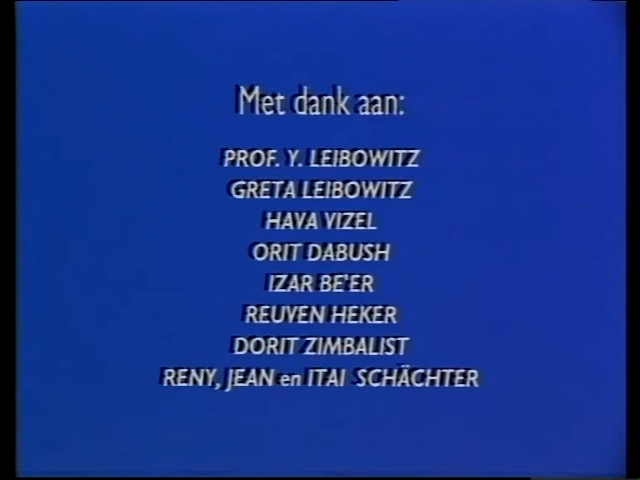 Met dank aan:
PROF. Y. LEIBOWITZ
GRETA LEIBOWITZ
HAVA VIZEL
ORIT DABUSH
IZAR BE'ER
REUVEN HEKER
DORIT ZIMBALIST
RENY, JEAN en ITAI SCHÄCHTER